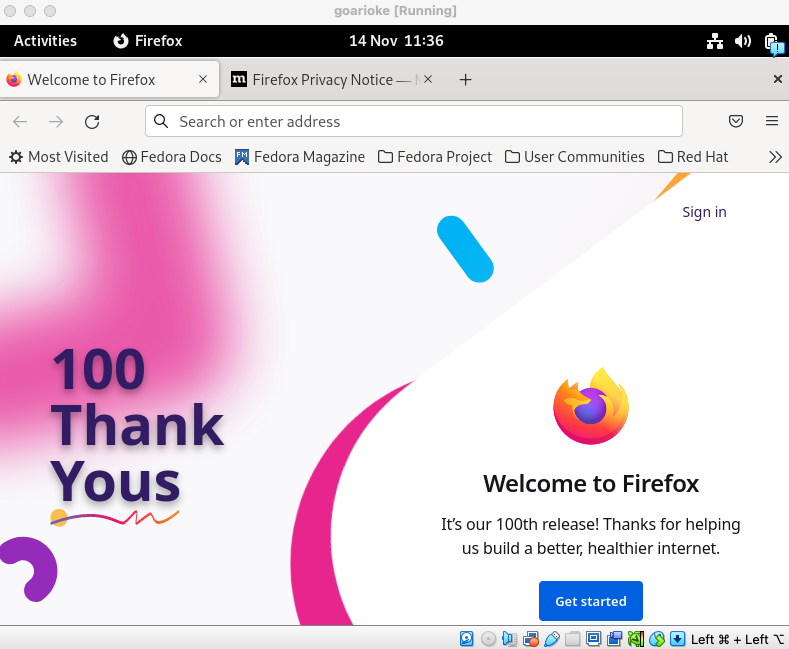 goarioke [Running]
Activities Firefox 14 Nov 11:36
Welcome to Firefox Firefox Privacy Notice —
Search or enter address
Most Visited Fedora Docs FM Fedora Magazine Fedora Project User Communities Red Hat
Sign in
100
Thank
Yous
Welcome to Firefox
It's our 100th release! Thanks for helping
us build a better, healthier internet.
Get started
Left ⌘ + Left ⌥